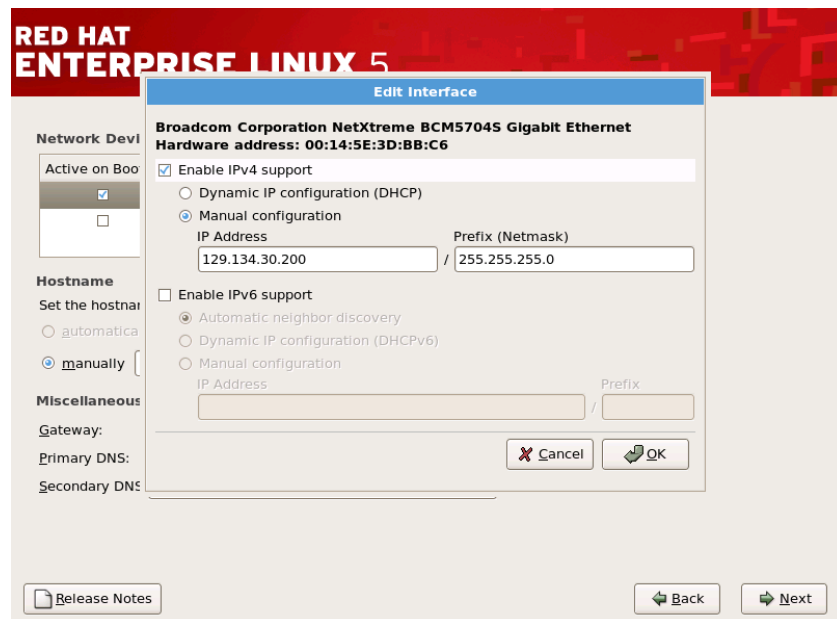 RED HAT
ENTERPRISE LINUX 5
Edit Interface
Broadcom Corporation NetXtreme BCM5704S Gigabit Ethernet
Hardware address: 00:14:5E:3D:BB:C6
Enable IPv4 support
Dynamic IP configuration (DHCP)
Manual configuration
IP Address Prefix (Netmask)
129.134.30.200 / 255.255.255.0
Enable IPv6 support
Automatic neighbor discovery
Dynamic IP configuration (DHCPv6)
Manual configuration
IP Address Prefix
/
Cancel OK
Network Devi
Active on Boo
Hostname
Set the hostnar
automatica
manually
Miscellaneous
Gateway:
Primary DNS:
Secondary DNS
Release Notes Back Next